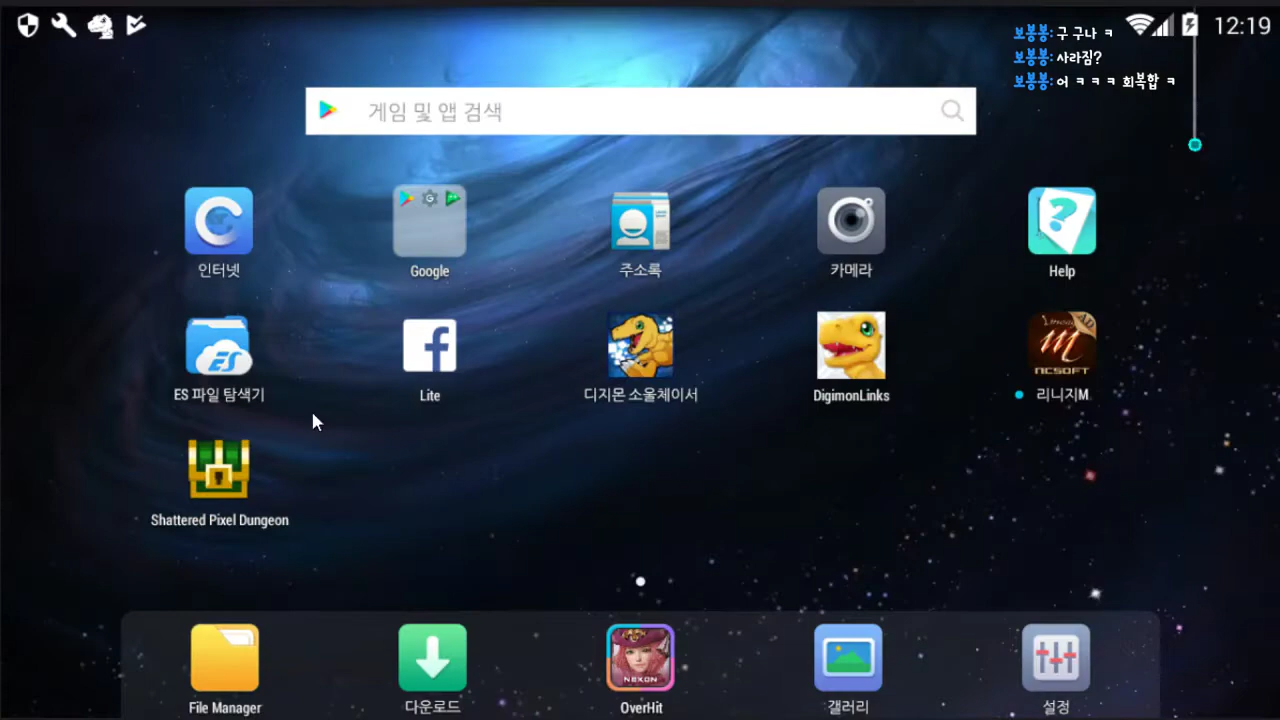 12:19
보봉봉: 구 구나 ㅋ
보봉봉: 사라짐?
보봉봉: 어 ㅋ ㅋ ㅋ 회복합 ㅋ
게임 및 앱 검색
인터넷
Google
주소록
카메라
Help
ES
AD
NCSOFT
ES 파일 탐색기
Lite
디지몬 소울체이서
DigimonLinks
리니지M
Shattered Pixel Dungeon
NEXON
File Manager
다운로드
OverHit
갤러리
설정